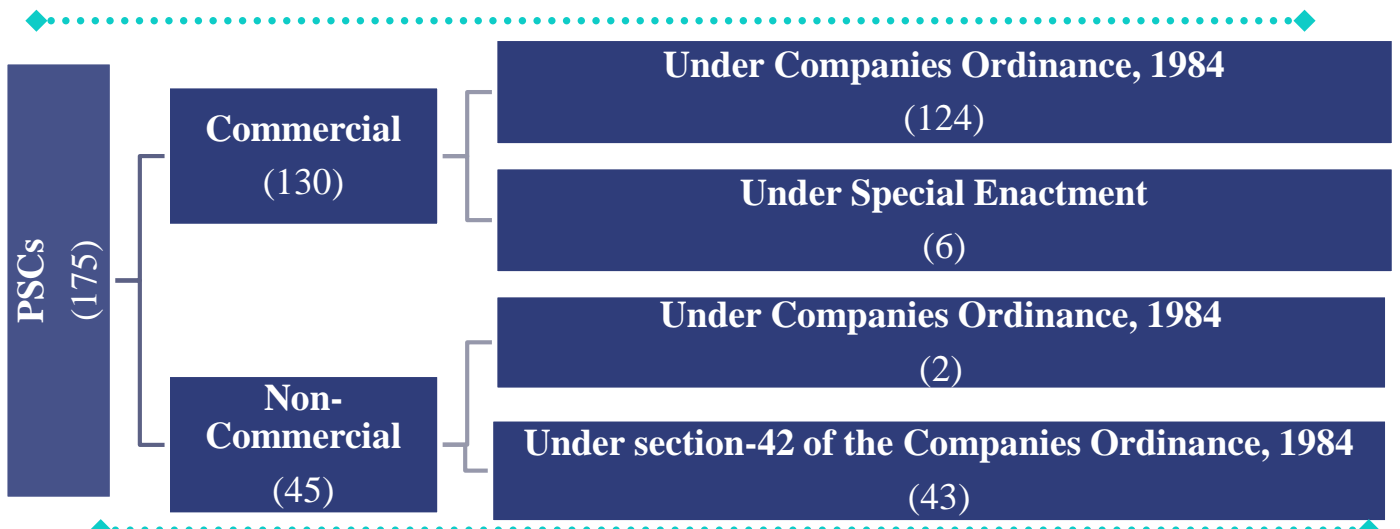 PSCs
(175)
Commercial
(130)
Under Companies Ordinance, 1984
(124)
Under Special Enactment
(6)
Non-
Commercial
(45)
Under Companies Ordinance, 1984
(2)
Under section-42 of the Companies Ordinance, 1984
(43)